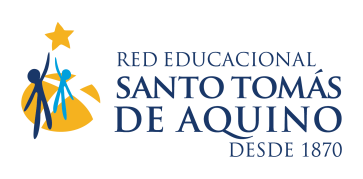 RED EDUCACIONAL
SANTO TOMÁS
DE AQUINO
DESDE 1870